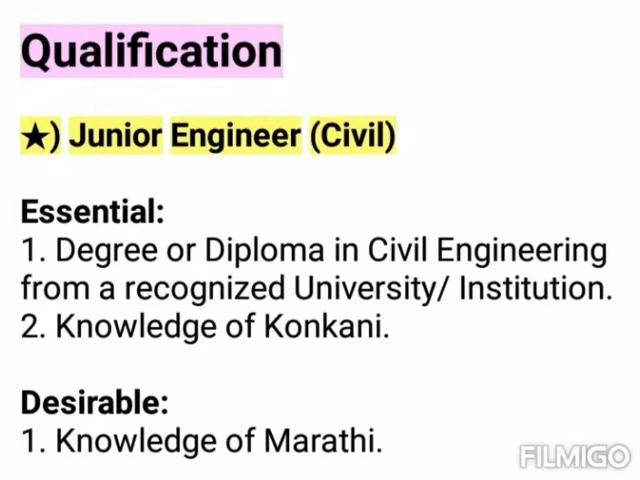 Qualification
★) Junior Engineer (Civil)
Essential:
1. Degree or Diploma in Civil Engineering
from a recognized University/ Institution.
2. Knowledge of Konkani.
Desirable:
1. Knowledge of Marathi.
FILMIGO